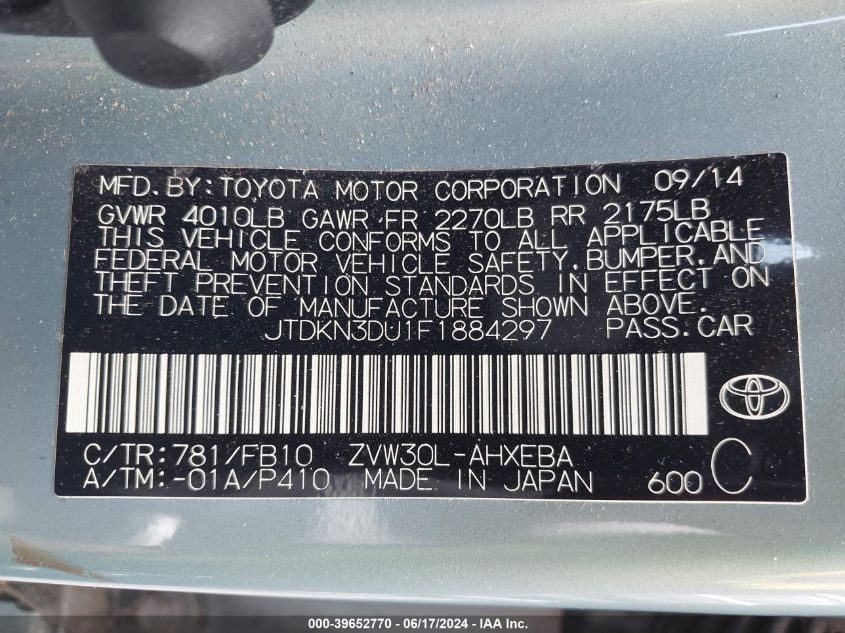 MFD. BY: TOYOTA MOTOR CORPORATION 09/14
GVWR 4010LB GAWR FR 2270LB RR 2175LB
THIS VEHICLE CONFORMS TO ALL APPLICABLE
FEDERAL MOTOR VEHICLE SAFETY, BUMPER, AND
THEFT PREVENTION STANDARDS IN EFFECT ON
THE DATE OF MANUFACTURE SHOWN ABOVE.
JTDKN3DU1F1884297 PASS. CAR
C/TR: 781/FB10 ZVW30L-AHXEBA
A/TM: -01A/P410 MADE IN JAPAN 600 C
000-39652770 - 06/17/2024 - IAA Inc.